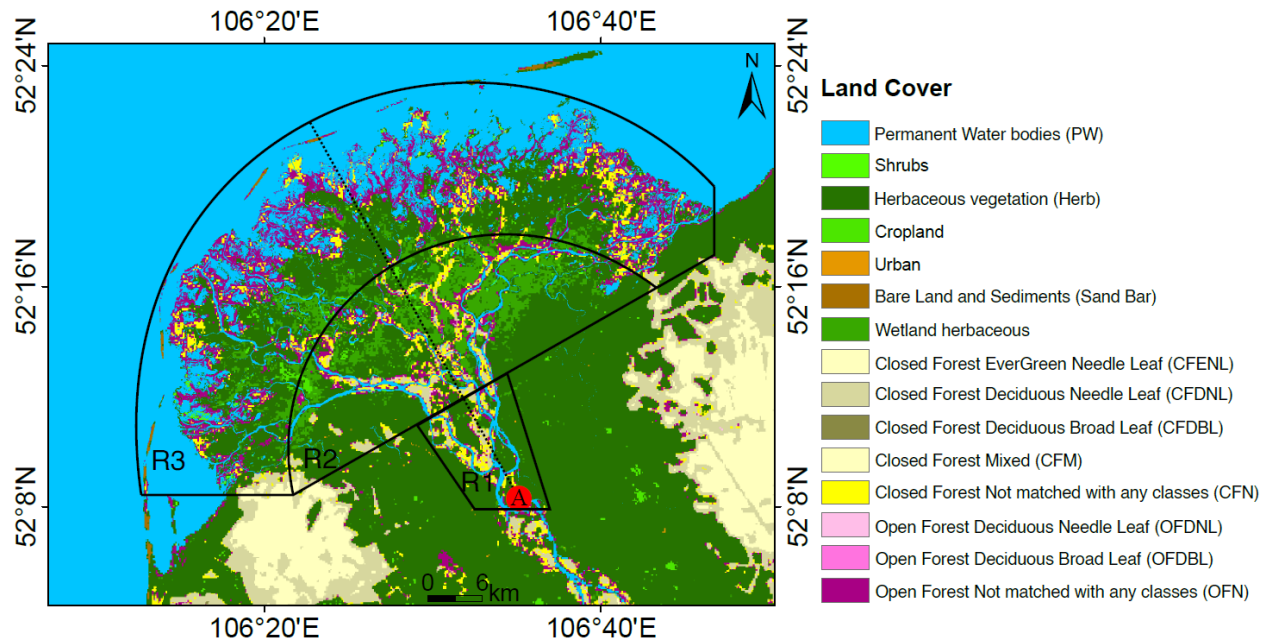 106°20'E 106°40'E
52°24'N 52°24'N
N
Land Cover
Permanent Water bodies (PW)
Shrubs
Herbaceous vegetation (Herb)
Cropland
52°16'N 52°16'N
Urban
Bare Land and Sediments (Sand Bar)
Wetland herbaceous
Closed Forest EverGreen Needle Leaf (CFENL)
Closed Forest Deciduous Needle Leaf (CFDNL)
Closed Forest Deciduous Broad Leaf (CFDBL)
R3 R2 R1
Closed Forest Mixed (CFM)
A
52°8'N 52°8'N
Closed Forest Not matched with any classes (CFN)
Open Forest Deciduous Needle Leaf (OFDNL)
Open Forest Deciduous Broad Leaf (OFDBL)
0 6
km
Open Forest Not matched with any classes (OFN)
106°20'E 106°40'E